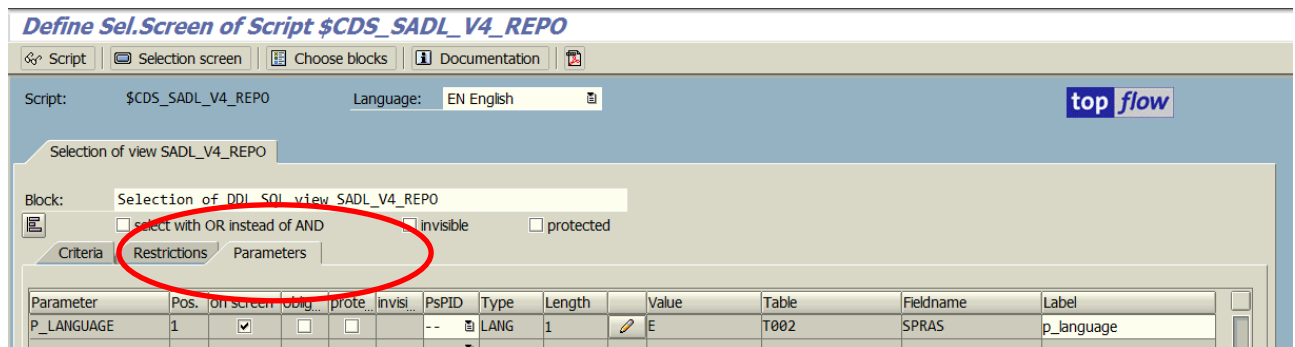 Define Sel.Screen of Script $CDS_SADL_V4_REPO
Script Selection screen Choose blocks Documentation
Script: $CDS_SADL_V4_REPO Language: EN English top flow
Selection of view SADL_V4_REPO
Block: Selection of DDL SQL view SADL_V4_REPO
select with OR instead of AND invisible protected
Criteria Restrictions Parameters
Parameter Pos. on screen oblig... prote... invisi... PsPID Type Length Value Table Fieldname Label
P_LANGUAGE 1 -- LANG 1 E T002 SPRAS p_language